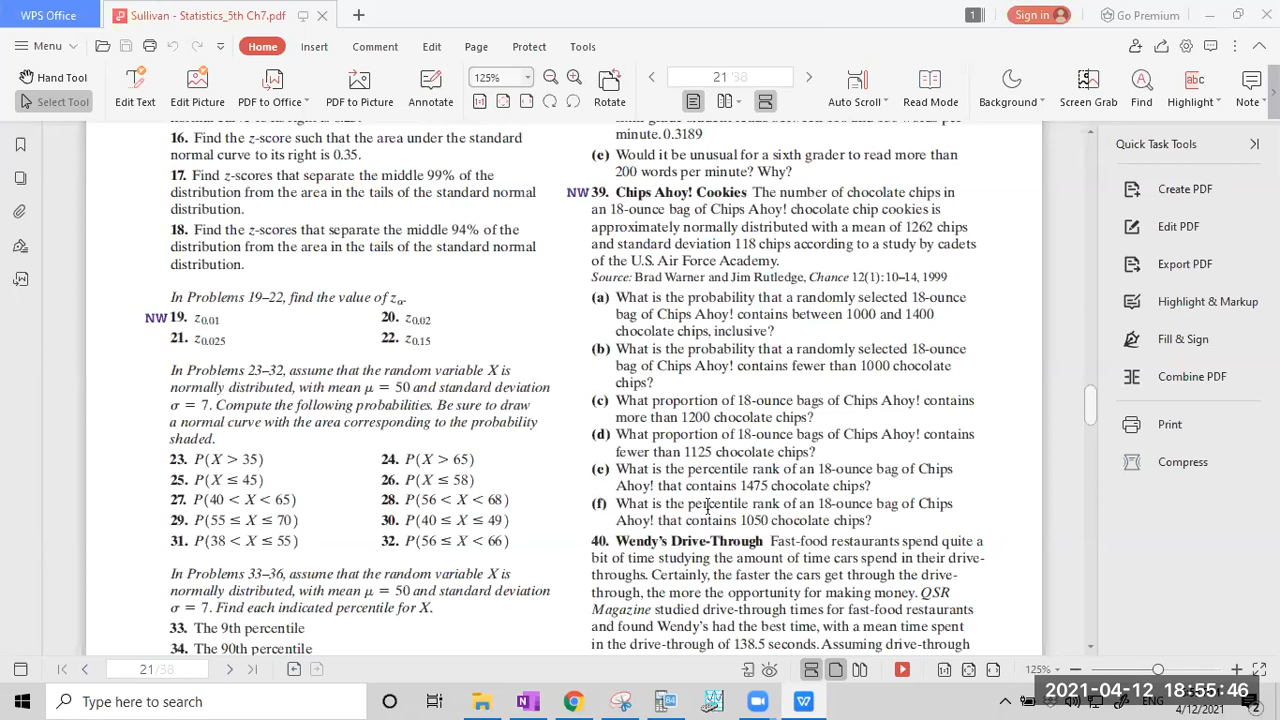 WPS Office
Sullivan - Statistics_5th Ch7.pdf
1
Sign in
Go Premium
Menu
Home
Insert
Comment
Edit
Page
Protect
Tools
Hand Tool
Select Tool
Edit Text
Edit Picture
PDF to Office
PDF to Picture
Annotate
125%
Rotate
21 /38
Auto Scroll
Read Mode
Background
Screen Grab
Find
Highlight
Note
16. Find the z-score such that the area under the standard
normal curve to its right is 0.35.
17. Find z-scores that separate the middle 99% of the
distribution from the area in the tails of the standard normal
distribution.
18. Find the z-scores that separate the middle 94% of the
distribution from the area in the tails of the standard normal
distribution.
In Problems 19–22, find the value of zα.
NW 19. z0.01
20. z0.02
21. z0.025
22. z0.15
In Problems 23–32, assume that the random variable X is
normally distributed, with mean μ = 50 and standard deviation
σ = 7. Compute the following probabilities. Be sure to draw
a normal curve with the area corresponding to the probability
shaded.
23. P(X > 35)
24. P(X > 65)
25. P(X ≤ 45)
26. P(X ≤ 58)
27. P(40 < X < 65)
28. P(56 < X < 68)
29. P(55 ≤ X ≤ 70)
30. P(40 ≤ X ≤ 49)
31. P(38 < X ≤ 55)
32. P(56 ≤ X < 66)
In Problems 33–36, assume that the random variable X is
normally distributed, with mean μ = 50 and standard deviation
σ = 7. Find each indicated percentile for X.
33. The 9th percentile
34. The 90th percentile
minute. 0.3189
(e) Would it be unusual for a sixth grader to read more than
200 words per minute? Why?
NW 39. Chips Ahoy! Cookies The number of chocolate chips in
an 18-ounce bag of Chips Ahoy! chocolate chip cookies is
approximately normally distributed with a mean of 1262 chips
and standard deviation 118 chips according to a study by cadets
of the U.S. Air Force Academy.
Source: Brad Warner and Jim Rutledge, Chance 12(1): 10–14, 1999
(a) What is the probability that a randomly selected 18-ounce
bag of Chips Ahoy! contains between 1000 and 1400
chocolate chips, inclusive?
(b) What is the probability that a randomly selected 18-ounce
bag of Chips Ahoy! contains fewer than 1000 chocolate
chips?
(c) What proportion of 18-ounce bags of Chips Ahoy! contains
more than 1200 chocolate chips?
(d) What proportion of 18-ounce bags of Chips Ahoy! contains
fewer than 1125 chocolate chips?
(e) What is the percentile rank of an 18-ounce bag of Chips
Ahoy! that contains 1475 chocolate chips?
(f) What is the percentile rank of an 18-ounce bag of Chips
Ahoy! that contains 1050 chocolate chips?
40. Wendy's Drive-Through Fast-food restaurants spend quite a
bit of time studying the amount of time cars spend in their drive-
throughs. Certainly, the faster the cars get through the drive-
through, the more the opportunity for making money. QSR
Magazine studied drive-through times for fast-food restaurants
and found Wendy's had the best time, with a mean time spent
in the drive-through of 138.5 seconds. Assuming drive-through
Quick Task Tools
Create PDF
Edit PDF
Export PDF
Highlight & Markup
Fill & Sign
Combine PDF
Print
Compress
21/38
125%
Type here to search
2021-04-12 18:55:46
4/12/2021